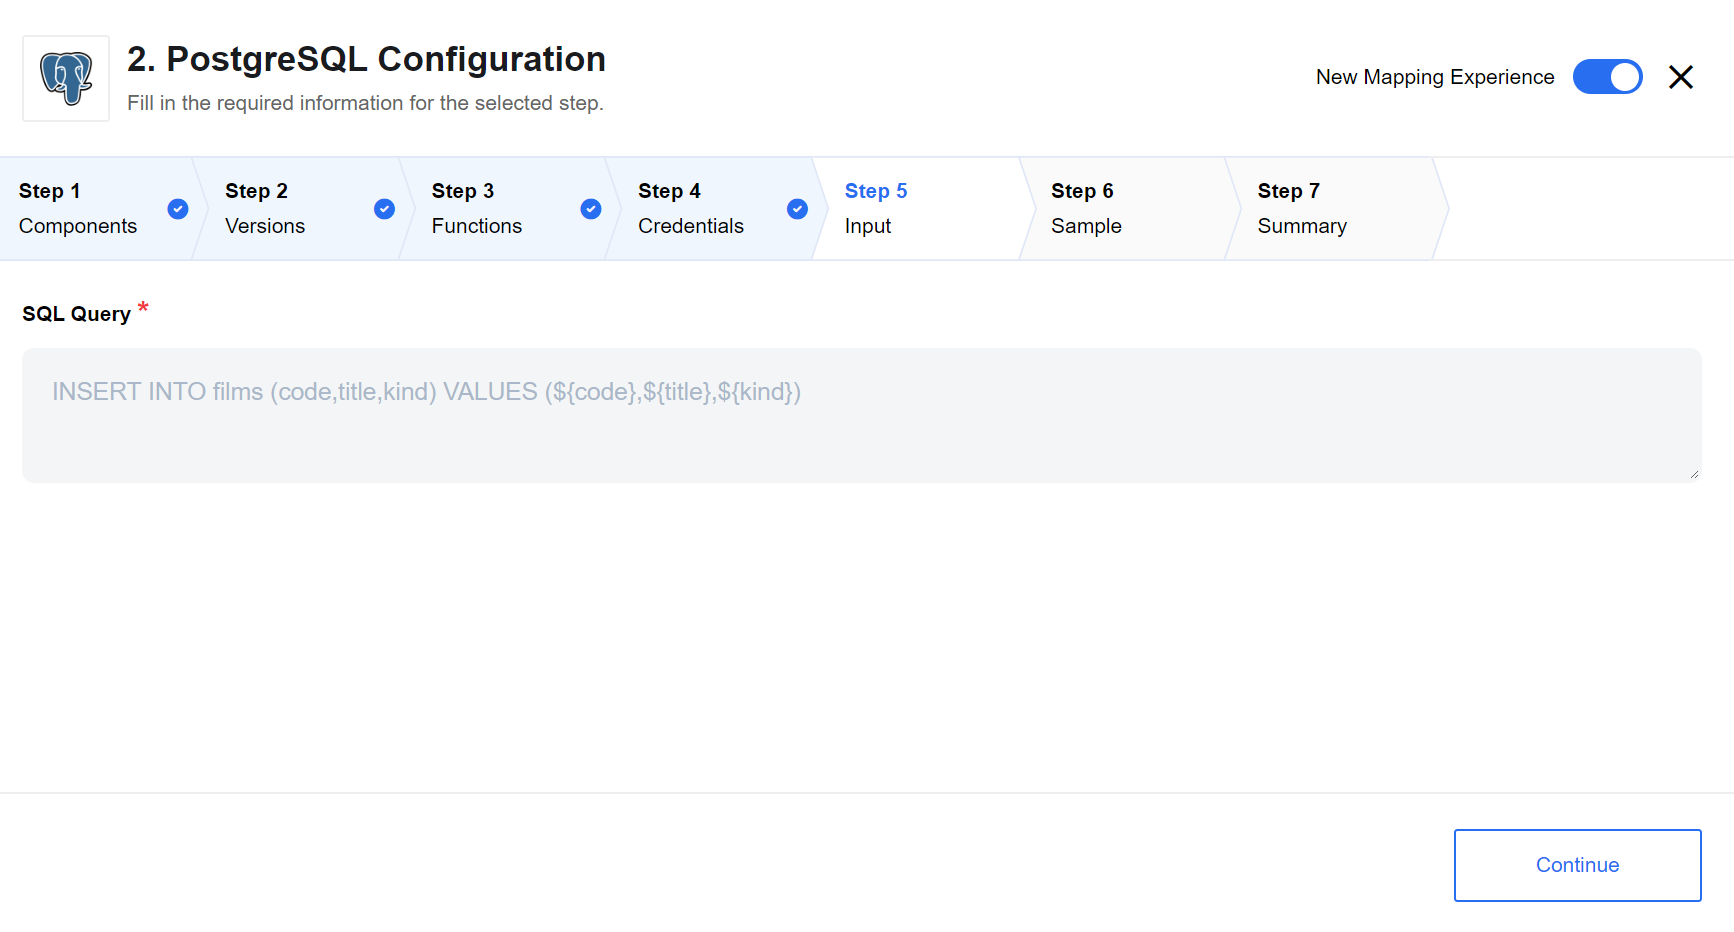 2. PostgreSQL Configuration
Fill in the required information for the selected step.
New Mapping Experience
Step 1
Components
Step 2
Versions
Step 3
Functions
Step 4
Credentials
Step 5
Input
Step 6
Sample
Step 7
Summary
SQL Query *
INSERT INTO films (code,title,kind) VALUES (${code},${title},${kind})
Continue